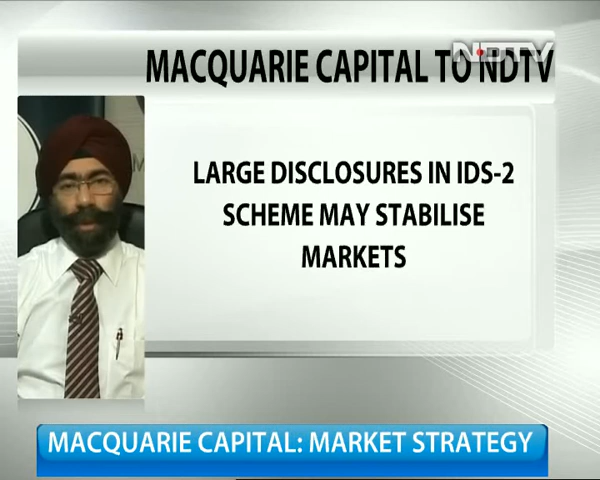 MACQUARIE CAPITAL TO NDTV
NDTV
LARGE DISCLOSURES IN IDS-2
SCHEME MAY STABILISE
MARKETS
MACQUARIE CAPITAL: MARKET STRATEGY